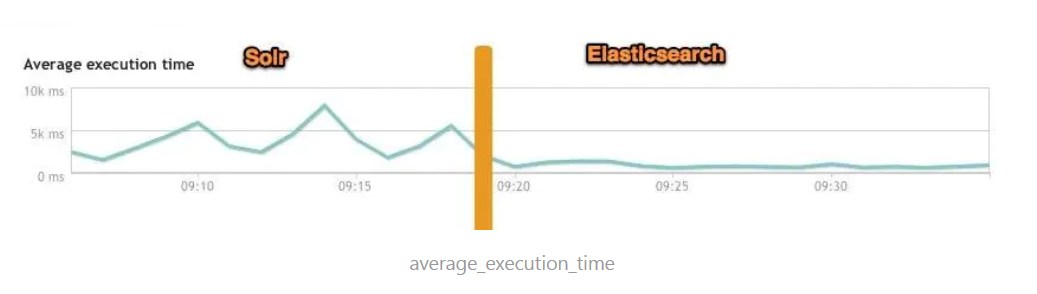 Solr
Elasticsearch
Average execution time
10k ms
5k ms
0 ms
09:10 09:15 09:20 09:25 09:30
average_execution_time